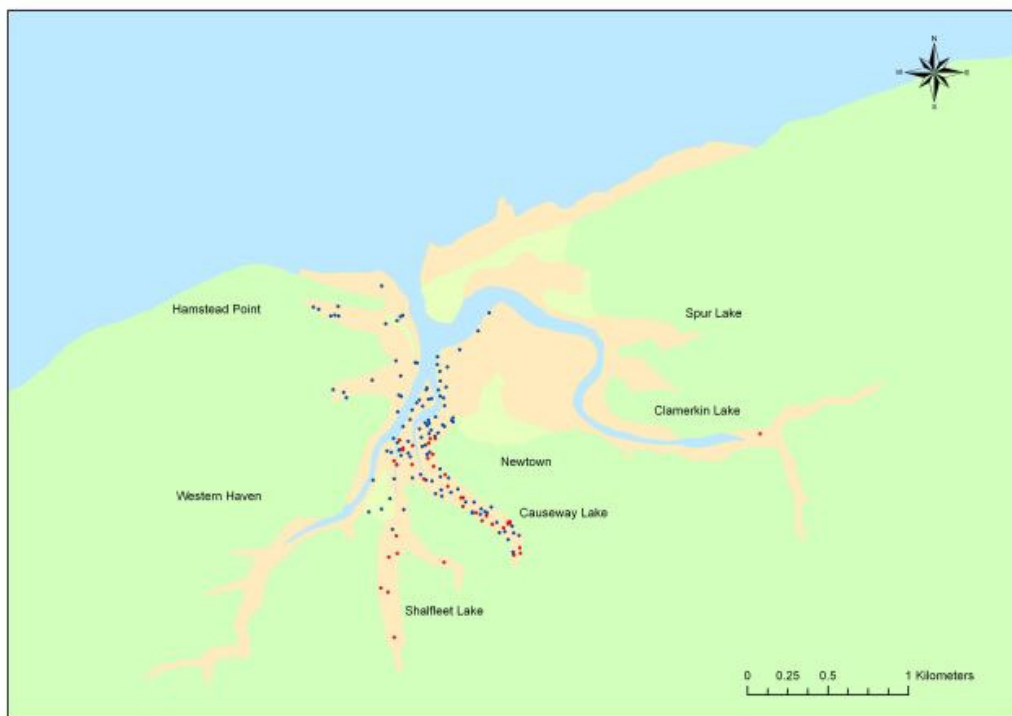 N
W E
S
Hamstead Point
Spur Lake
Clamerkin Lake
Newtown
Western Haven
Causeway Lake
Shalfleet Lake
0 0.25 0.5 1 Kilometers